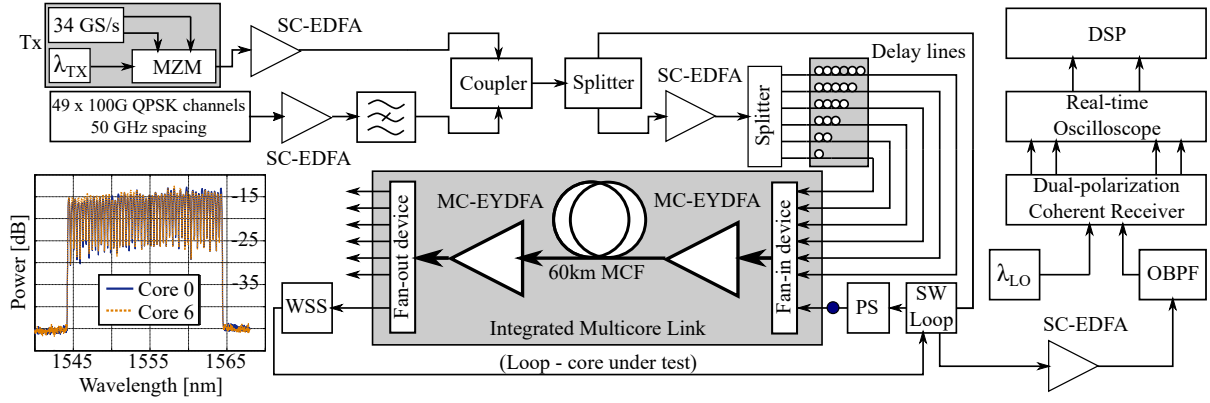 Tx
34 GS/s
λTX
MZM
SC-EDFA
49 x 100G QPSK channels
50 GHz spacing
SC-EDFA
Coupler
Splitter
SC-EDFA
Splitter
Delay lines
DSP
Real-time
Oscilloscope
Dual-polarization
Coherent Receiver
λLO
OBPF
SC-EDFA
Power [dB]
-15
-25
-35
Core 0
Core 6
1545
1555
1565
Wavelength [nm]
WSS
Fan-out device
MC-EYDFA
60km MCF
MC-EYDFA
Fan-in device
Integrated Multicore Link
PS
SW
Loop
(Loop - core under test)